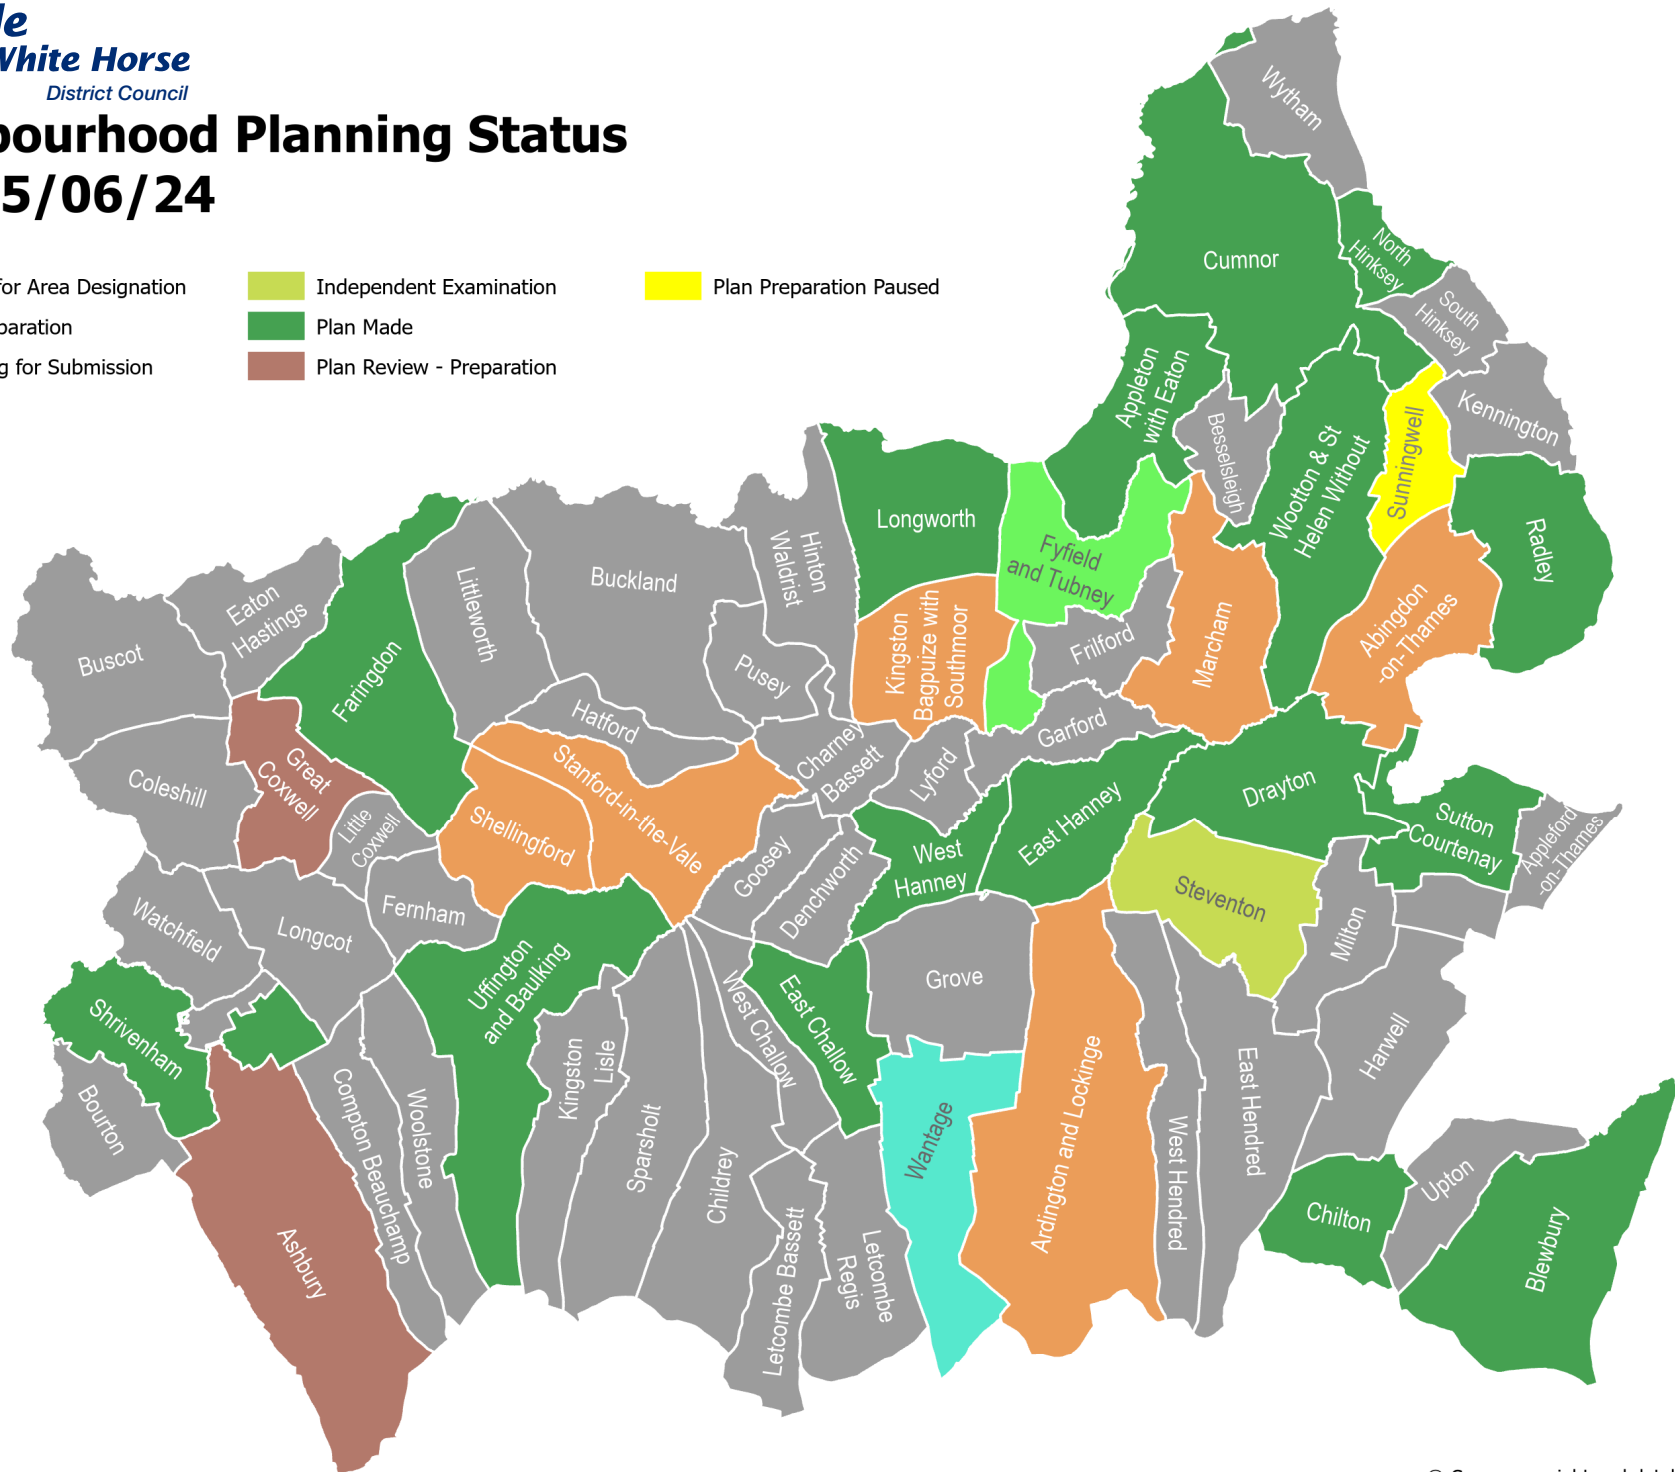 le
White Horse
District Council
bourhood Planning Status
5/06/24
for Area Designation
Independent Examination
Plan Preparation Paused
paration
Plan Made
g for Submission
Plan Review - Preparation
Wytham
North
Hinksey
Cumnor
South
Hinksey
Appleton
with Eaton
Besselsleigh
Kennington
Wootton & St
Helen Without
Sunningwell
Longworth
Radley
Fyfield
and Tubney
Hinton
Waldrist
Buckland
Littleworth
Eaton
Hastings
Buscot
Faringdon
Pusey
Kingston
Bagpuize with
Southmoor
Frilford
Marcham
Abingdon
-on-Thames
Hatford
Garford
Charney
Bassett
Lyford
Stanford-in-the-Vale
Great
Coxwell
Coleshill
Little
Coxwell
Shellingford
Drayton
East Hanney
Sutton
Courtenay
Appleford
-on-Thames
West
Hanney
Goosey
Denchworth
Steventon
Fernham
Longcot
Watchfield
Milton
Uffington
and Baulking
Grove
West Challow
East Challow
Shrivenham
Harwell
Kingston
Lisle
Bourton
Compton Beauchamp
Woolstone
Sparsholt
Childrey
Wantage
Ardington and Lockinge
East Hendred
West Hendred
Upton
Chilton
Ashbury
Letcombe Bassett
Letcombe
Regis
Blewbury